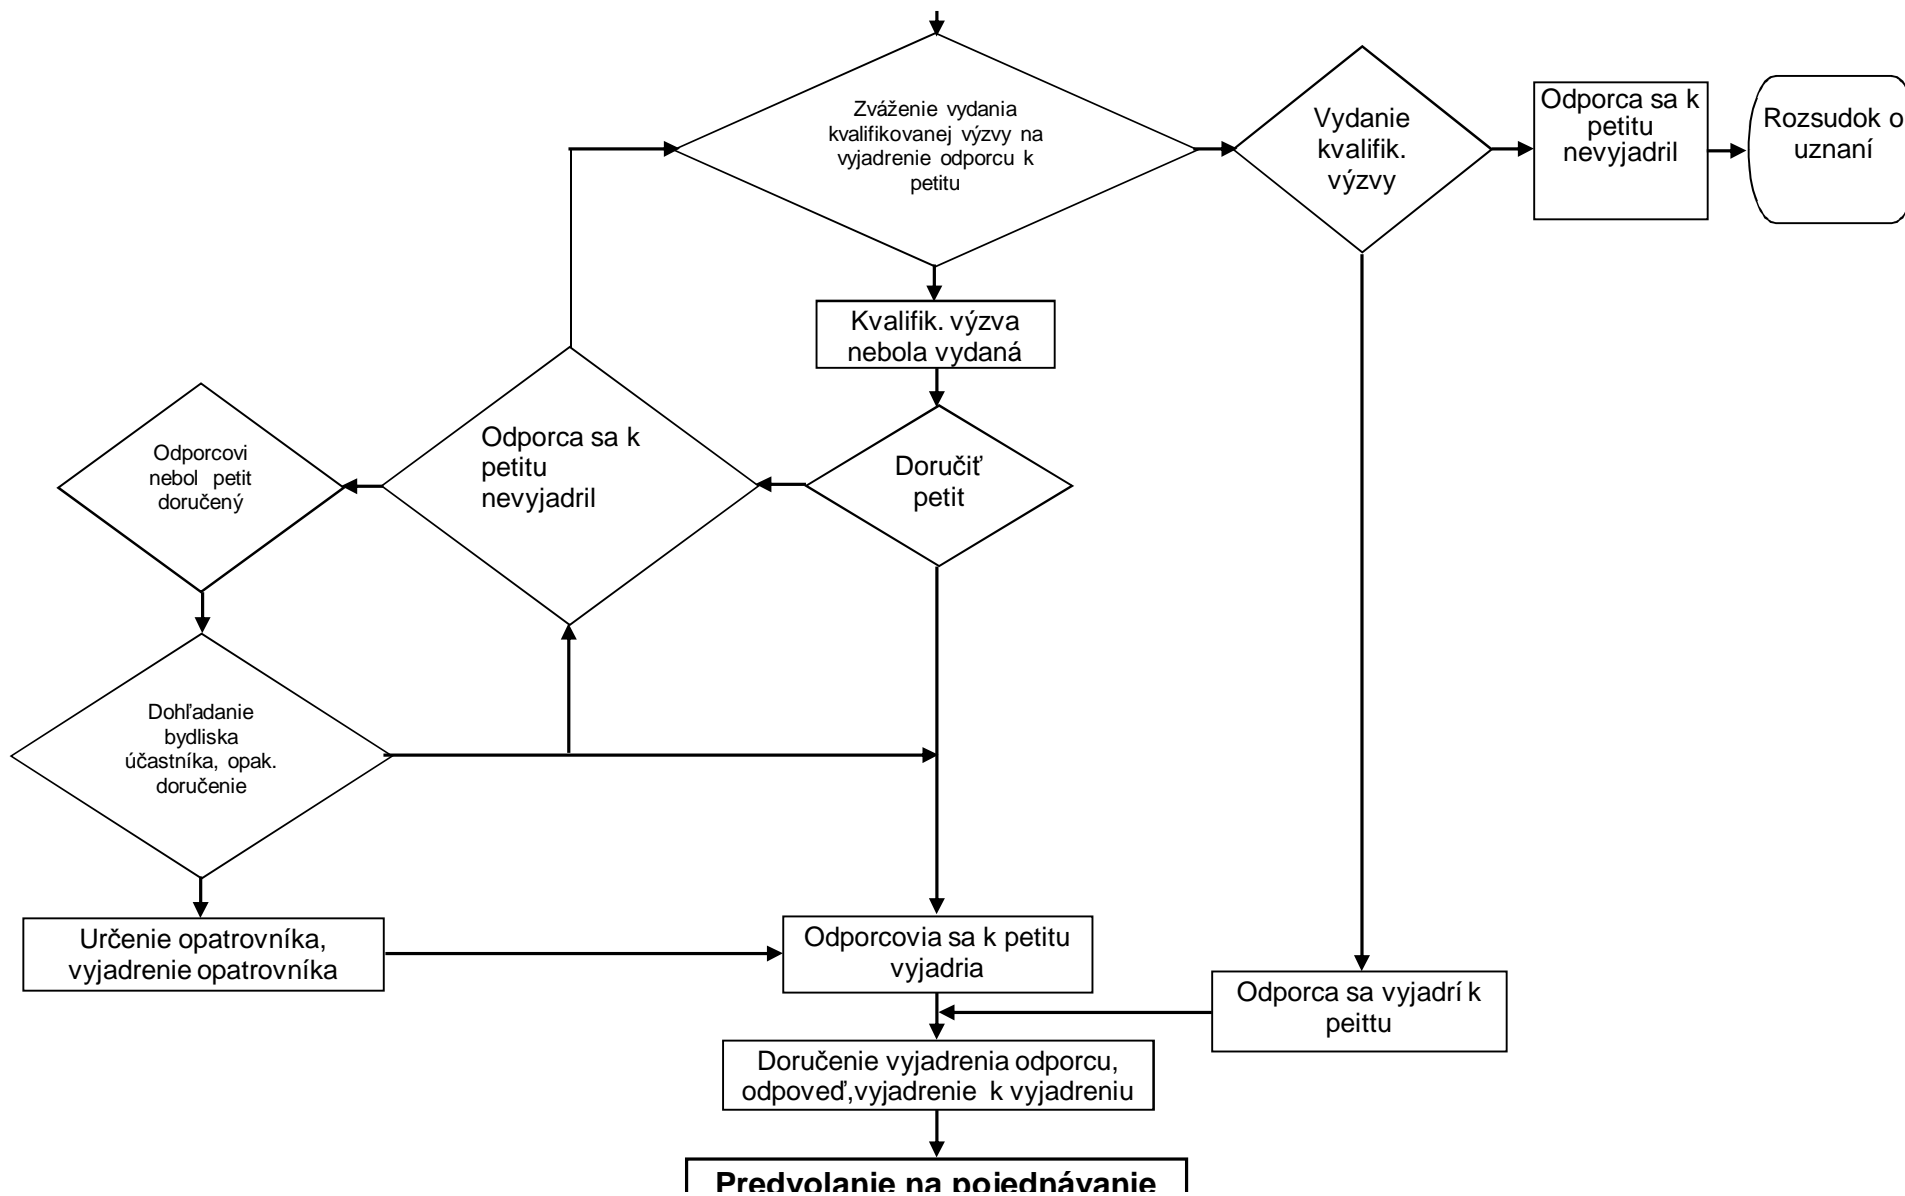 Zváženie vydania
kvalifikovanej výzvy na
vyjadrenie odporcu k
petitu
Vydanie
kvalifik.
výzvy
Odporca sa k
petitu
nevyjadril
Rozsudok o
uznaní
Kvalifik. výzva
nebola vydaná
Odporcovi
nebol petit
doručený
Odporca sa k
petitu
nevyjadril
Doručiť
petit
Dohľadanie
bydliska
účastníka, opak.
doručenie
Určenie opatrovníka,
vyjadrenie opatrovníka
Odporcovia sa k petitu
vyjadria
Odporca sa vyjadrí k
peittu
Doručenie vyjadrenia odporcu,
odpoveď,vyjadrenie k vyjadreniu
Predvolanie na pojednávanie